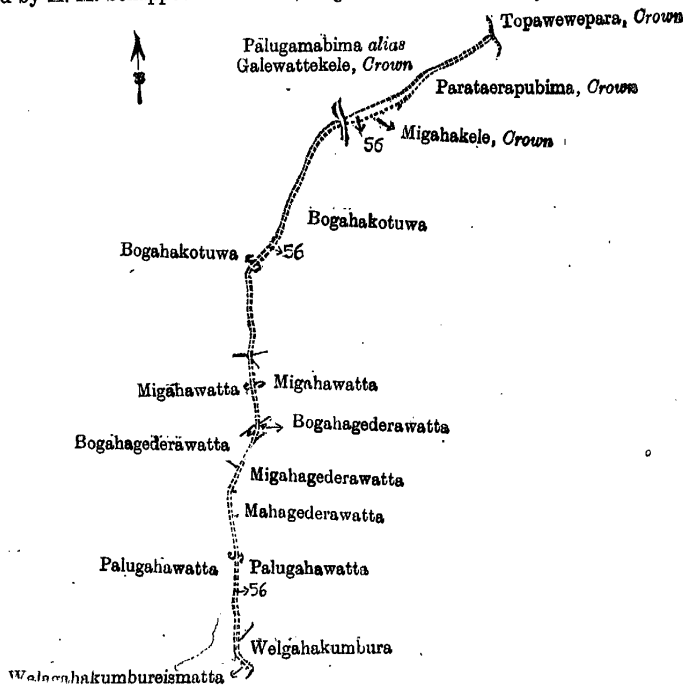 Topawewepara, Crown
Palugamabima alias
Galewattekele, Crown
Parataerapubima, Crown
56
Migahakele, Crown
Bogahakotuwa
Bogahakotuwa
56
Migahawatta
Migahawatta
Bogahagederawatta
Bogahagederawatta
Migahagederawatta
Mahagederawatta
Palugahawatta
Palugahawatta
56
Welgahakumbura